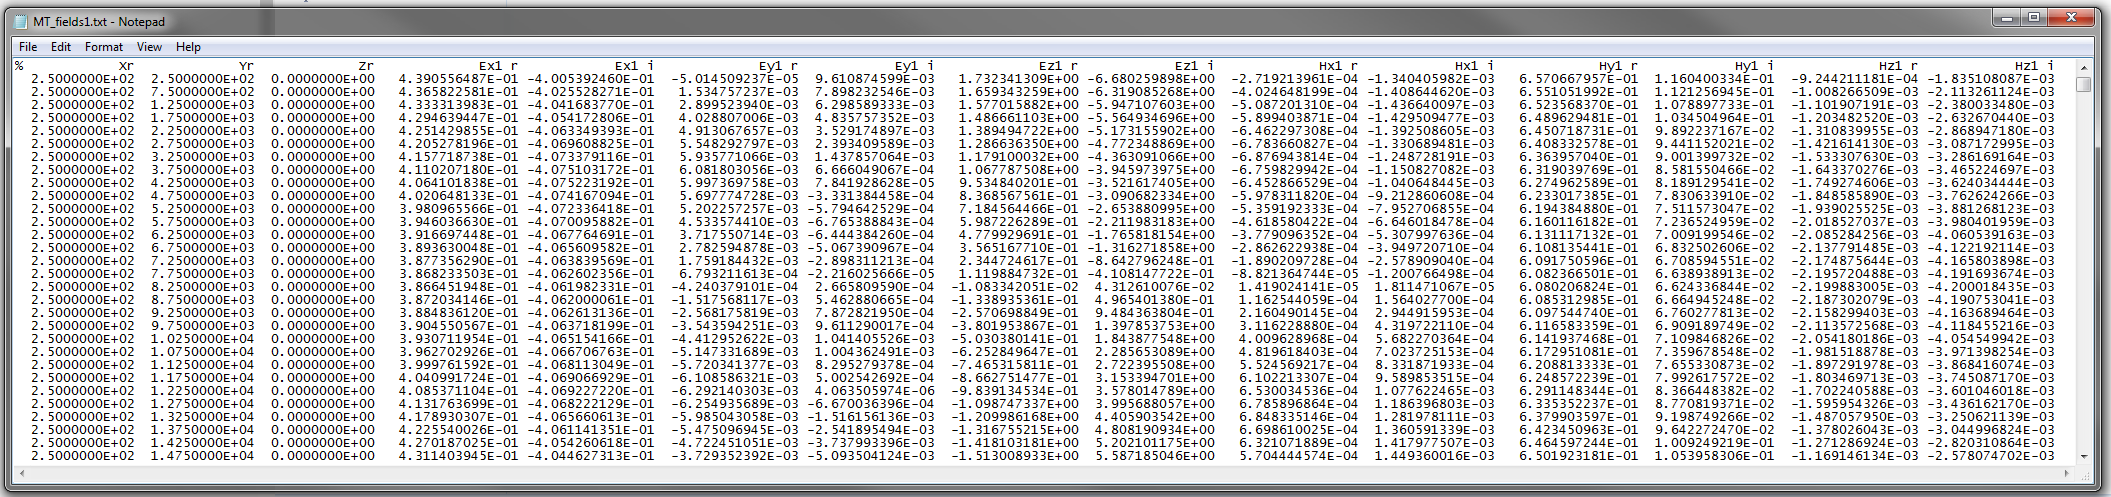 MT_fields1.txt - Notepad
File Edit Format View Help
% Xr Yr Zr Ex1 r Ex1 i Ey1 r Ey1 i Ez1 r Ez1 i Hx1 r Hx1 i Hy1 r Hy1 i Hz1 r Hz1 i
2.5000000E+02 2.5000000E+02 0.0000000E+00 4.390556487E-01 -4.005392460E-01 -5.014509237E-05 9.610874599E-03 1.732341309E+00 -6.680259898E+00 -2.719213961E-04 -1.340405982E-03 6.570667957E-01 1.160400334E-01 -9.244211181E-04 -1.835108087E-03
2.5000000E+02 7.5000000E+02 0.0000000E+00 4.365822581E-01 -4.025528271E-01 1.534757237E-03 7.898232546E-03 1.659343259E+00 -6.319085268E+00 -4.024648199E-04 -1.408644620E-03 6.551051992E-01 1.121256945E-01 -1.008266509E-03 -2.113261124E-03
2.5000000E+02 1.2500000E+03 0.0000000E+00 4.333313983E-01 -4.041683770E-01 2.899523940E-03 6.298589333E-03 1.577015882E+00 -5.947107603E+00 -5.087201310E-04 -1.436640097E-03 6.523568370E-01 1.078897733E-01 -1.101907191E-03 -2.380033480E-03
2.5000000E+02 1.7500000E+03 0.0000000E+00 4.294639447E-01 -4.054172806E-01 4.028807006E-03 4.835757352E-03 1.486661103E+00 -5.564934696E+00 -5.899403871E-04 -1.429509477E-03 6.489629481E-01 1.034504964E-01 -1.203482520E-03 -2.632670440E-03
2.5000000E+02 2.2500000E+03 0.0000000E+00 4.251429855E-01 -4.063349393E-01 4.913067657E-03 3.529174897E-03 1.389494722E+00 -5.173155902E+00 -6.462297308E-04 -1.392508605E-03 6.450718731E-01 9.892237167E-02 -1.310839955E-03 -2.868947180E-03
2.5000000E+02 2.7500000E+03 0.0000000E+00 4.205278196E-01 -4.069608825E-01 5.548292797E-03 2.393409589E-03 1.286636350E+00 -4.772348869E+00 -6.783660827E-04 -1.330689481E-03 6.408332578E-01 9.441152021E-02 -1.421614130E-03 -3.087172995E-03
2.5000000E+02 3.2500000E+03 0.0000000E+00 4.157718738E-01 -4.073379116E-01 5.935771066E-03 1.437857064E-03 1.179100032E+00 -4.363091066E+00 -6.876943814E-04 -1.248728191E-03 6.363957040E-01 9.001399732E-02 -1.533307630E-03 -3.286169164E-03
2.5000000E+02 3.7500000E+03 0.0000000E+00 4.110207180E-01 -4.075103172E-01 6.081803056E-03 6.666049067E-04 1.067787508E+00 -3.945973975E+00 -6.759829942E-04 -1.150827082E-03 6.319039769E-01 8.581550466E-02 -1.643370276E-03 -3.465224697E-03
2.5000000E+02 4.2500000E+03 0.0000000E+00 4.064101838E-01 -4.075223192E-01 5.997369758E-03 7.841928628E-05 9.534840201E-01 -3.521617405E+00 -6.452866529E-04 -1.040648445E-03 6.274962589E-01 8.189129541E-02 -1.749274606E-03 -3.624034444E-03
2.5000000E+02 4.7500000E+03 0.0000000E+00 4.020648133E-01 -4.074167094E-01 5.697774728E-03 -3.331384458E-04 8.368567561E-01 -3.090682334E+00 -5.978311820E-04 -9.212860608E-04 6.233017385E-01 7.830633910E-02 -1.848585890E-03 -3.762624266E-03
2.5000000E+02 5.2500000E+03 0.0000000E+00 3.980965566E-01 -4.072336418E-01 5.202257257E-03 -5.794642529E-04 7.184564466E-01 -2.653880995E+00 -5.359192333E-04 -7.952706855E-04 6.194384880E-01 7.511573047E-02 -1.939025525E-03 -3.881268123E-03
2.5000000E+02 5.7500000E+03 0.0000000E+00 3.946036630E-01 -4.070095882E-01 4.533574410E-03 -6.765388843E-04 5.987226289E-01 -2.211983183E+00 -4.618580422E-04 -6.646018478E-04 6.160116182E-01 7.236524959E-02 -2.018527037E-03 -3.980401959E-03
2.5000000E+02 6.2500000E+03 0.0000000E+00 3.916697448E-01 -4.067764691E-01 3.717550714E-03 -6.444384260E-04 4.779929691E-01 -1.765818154E+00 -3.779096352E-04 -5.307997636E-04 6.131117132E-01 7.009199546E-02 -2.085284256E-03 -4.060539163E-03
2.5000000E+02 6.7500000E+03 0.0000000E+00 3.893630048E-01 -4.065609582E-01 2.782594878E-03 -5.067390967E-04 3.565167710E-01 -1.316271858E+00 -2.862622938E-04 -3.949720710E-04 6.108135441E-01 6.832502606E-02 -2.137791485E-03 -4.122192114E-03
2.5000000E+02 7.2500000E+03 0.0000000E+00 3.877356290E-01 -4.063839569E-01 1.759184432E-03 -2.898311213E-04 2.344724617E-01 -8.642796248E-01 -1.890209728E-04 -2.578909040E-04 6.091750596E-01 6.708594551E-02 -2.174875644E-03 -4.165803898E-03
2.5000000E+02 7.7500000E+03 0.0000000E+00 3.868233503E-01 -4.062602356E-01 6.793211613E-04 -2.216025666E-05 1.119884732E-01 -4.108147722E-01 -8.821364744E-05 -1.200766498E-04 6.082366501E-01 6.638938913E-02 -2.195720488E-03 -4.191693674E-03
2.5000000E+02 8.2500000E+03 0.0000000E+00 3.866451948E-01 -4.061982331E-01 -4.240379101E-04 2.665809590E-04 -1.083342051E-02 4.312610076E-02 1.419024141E-05 1.811471067E-05 6.080206824E-01 6.624336844E-02 -2.199883005E-03 -4.200018435E-03
2.5000000E+02 8.7500000E+03 0.0000000E+00 3.872034146E-01 -4.062000061E-01 -1.517568117E-03 5.462880665E-04 -1.338935361E-01 4.965401380E-01 1.162544059E-04 1.564027700E-04 6.085312985E-01 6.664945248E-02 -2.187302079E-03 -4.190753041E-03
2.5000000E+02 9.2500000E+03 0.0000000E+00 3.884836120E-01 -4.062613136E-01 -2.568175819E-03 7.872821950E-04 -2.570698849E-01 9.484363804E-01 2.160490145E-04 2.944915953E-04 6.097544740E-01 6.760277813E-02 -2.158299403E-03 -4.163689464E-03
2.5000000E+02 9.7500000E+03 0.0000000E+00 3.904550567E-01 -4.063718199E-01 -3.543594251E-03 9.611290017E-04 -3.801953867E-01 1.397853753E+00 3.116228880E-04 4.319722110E-04 6.116583359E-01 6.909189749E-02 -2.113572568E-03 -4.118455216E-03
2.5000000E+02 1.0250000E+04 0.0000000E+00 3.930711954E-01 -4.065154166E-01 -4.412952622E-03 1.041405526E-03 -5.030380141E-01 1.843877548E+00 4.009628968E-04 5.682270364E-04 6.141937468E-01 7.109846826E-02 -2.054180186E-03 -4.054549942E-03
2.5000000E+02 1.0750000E+04 0.0000000E+00 3.962702926E-01 -4.066706763E-01 -5.147331689E-03 1.004362491E-03 -6.252849647E-01 2.285653089E+00 4.819618403E-04 7.023725153E-04 6.172951081E-01 7.359678548E-02 -1.981518878E-03 -3.971398254E-03
2.5000000E+02 1.1250000E+04 0.0000000E+00 3.999761592E-01 -4.068113049E-01 -5.720341377E-03 8.295279378E-04 -7.465315811E-01 2.722395508E+00 5.524569217E-04 8.331871933E-04 6.208813333E-01 7.655330873E-02 -1.897291978E-03 -3.868416074E-03
2.5000000E+02 1.1750000E+04 0.0000000E+00 4.040991724E-01 -4.069066929E-01 -6.108586321E-03 5.002542692E-04 -8.662751477E-01 3.153394701E+00 6.102213307E-04 9.589853515E-04 6.248572239E-01 7.992617572E-02 -1.803469713E-03 -3.745087170E-03
2.5000000E+02 1.2250000E+04 0.0000000E+00 4.085371104E-01 -4.069227229E-01 -6.292140303E-03 4.063505974E-06 -9.839134534E-01 3.578014789E+00 6.530034536E-04 1.077622465E-03 6.291148344E-01 8.366448382E-02 -1.702240588E-03 -3.601046018E-03
2.5000000E+02 1.2750000E+04 0.0000000E+00 4.131763699E-01 -4.068222129E-01 -6.254935689E-03 -6.670036396E-04 -1.098747337E+00 3.995688057E+00 6.785896864E-04 1.186396803E-03 6.335352237E-01 8.770819371E-02 -1.595954326E-03 -3.436162170E-03
2.5000000E+02 1.3250000E+04 0.0000000E+00 4.178930307E-01 -4.065660013E-01 -5.985043058E-03 -1.516156136E-03 -1.209986168E+00 4.405903542E+00 6.848335146E-04 1.281978111E-03 6.379903597E-01 9.198749266E-02 -1.487057950E-03 -3.250621139E-03
2.5000000E+02 1.3750000E+04 0.0000000E+00 4.225540026E-01 -4.061141351E-01 -5.475096945E-03 -2.541895494E-03 -1.316755215E+00 4.808190934E+00 6.698610025E-04 1.360591339E-03 6.423450963E-01 9.642272470E-02 -1.378026043E-03 -3.044996824E-03
2.5000000E+02 1.4250000E+04 0.0000000E+00 4.270187025E-01 -4.054260618E-01 -4.722451051E-03 -3.737993396E-03 -1.418103181E+00 5.202101175E+00 6.321071889E-04 1.417977507E-03 6.464597244E-01 1.009249219E-01 -1.271286924E-03 -2.820310864E-03
2.5000000E+02 1.4750000E+04 0.0000000E+00 4.311403945E-01 -4.044627313E-01 -3.729352392E-03 -5.093504124E-03 -1.513008933E+00 5.587185046E+00 5.704444574E-04 1.449360016E-03 6.501923181E-01 1.053958306E-01 -1.169146134E-03 -2.578074702E-03